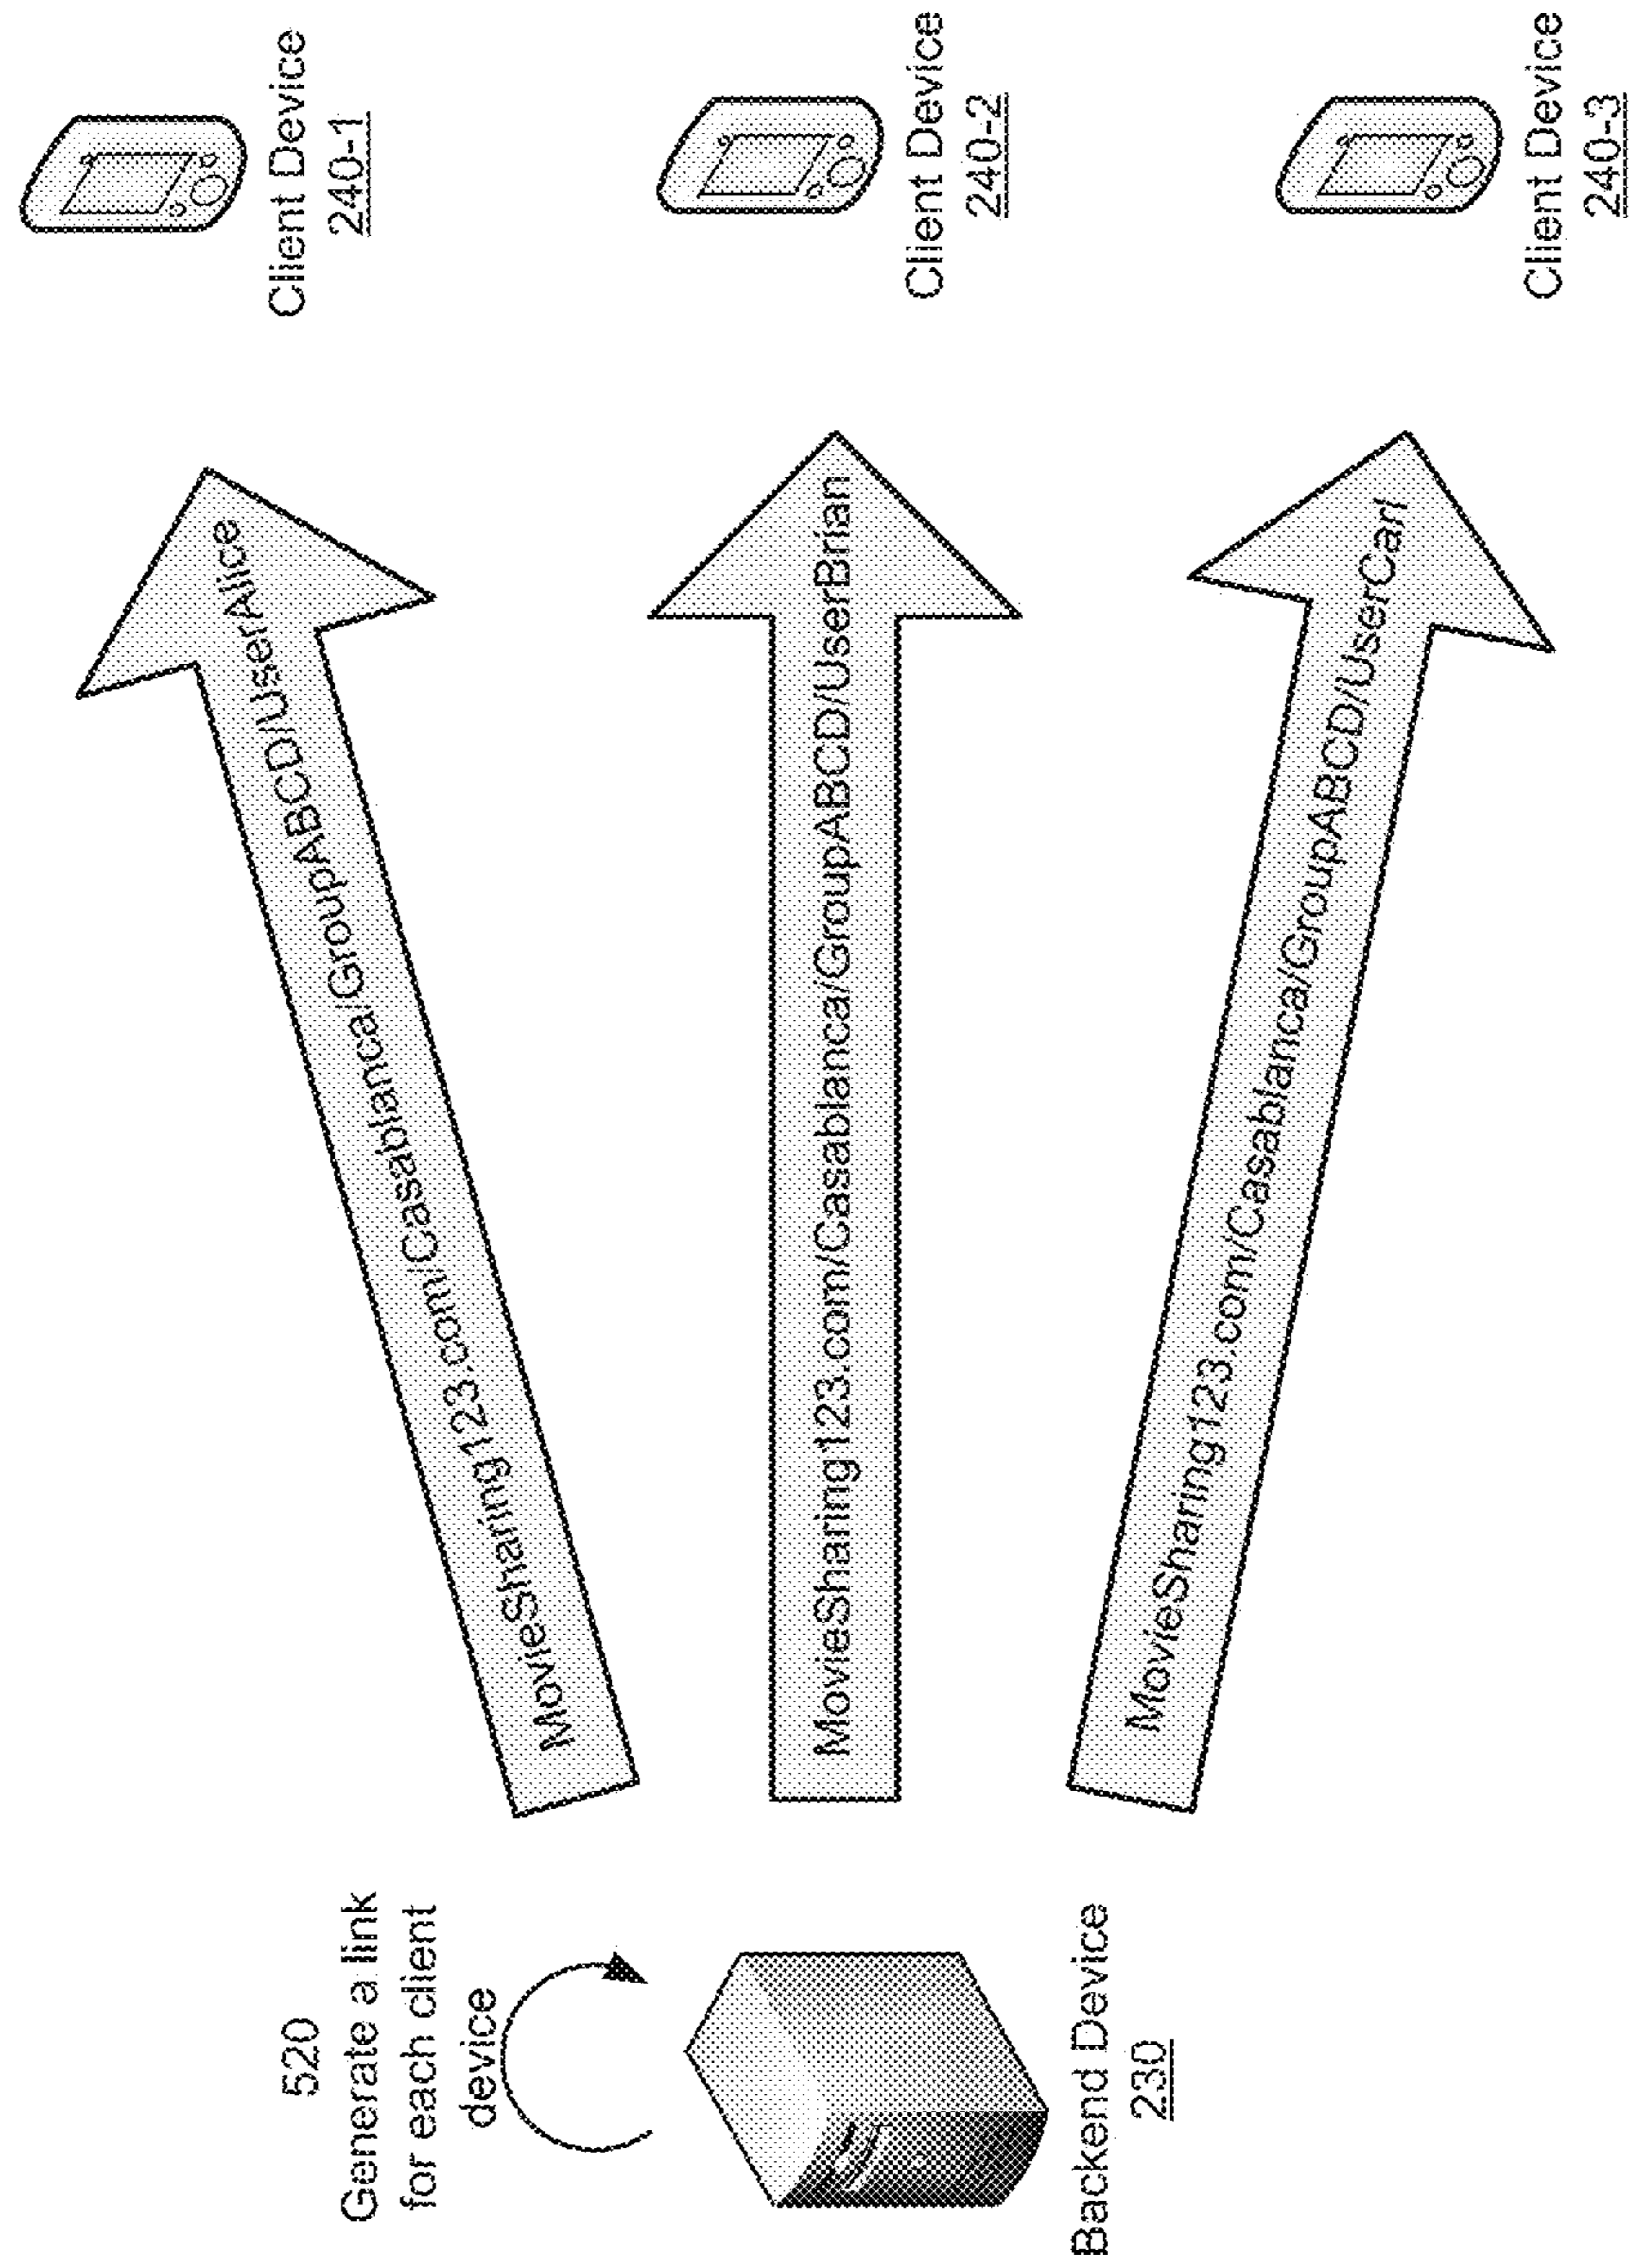 520
Generate a link
for each client
device
Backend Device
230
MovieSharing123.com/Casablanca/GroupABCD/UserAlice
MovieSharing123.com/Casablanca/GroupABCD/UserBrian
MovieSharing123.com/Casablanca/GroupABCD/UserCarl
Client Device
240-1
Client Device
240-2
Client Device
240-3